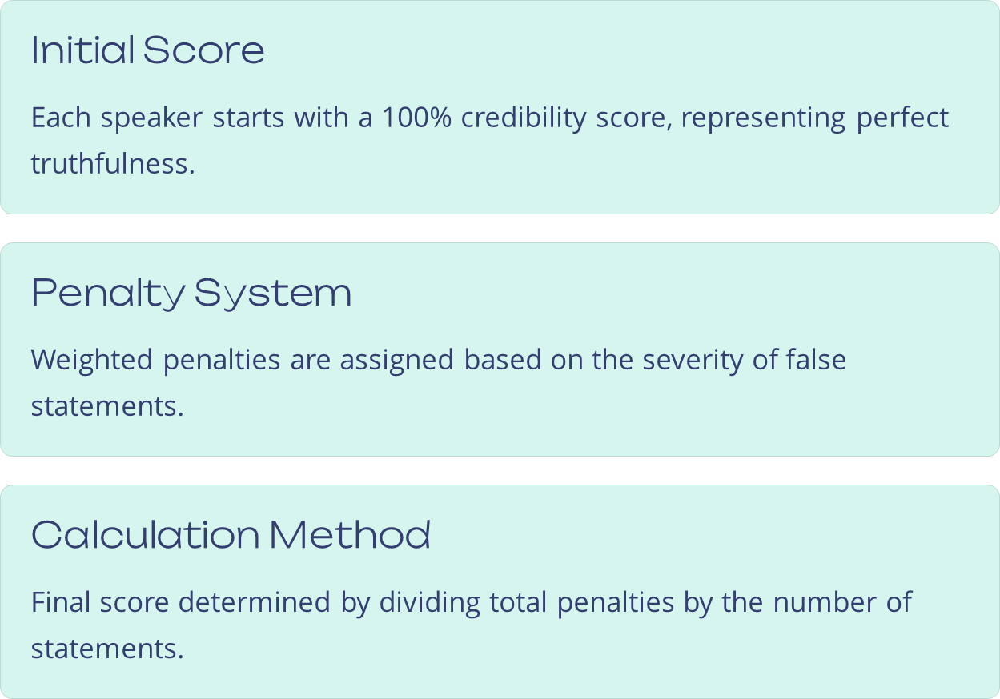 Initial Score
Each speaker starts with a 100% credibility score, representing perfect
truthfulness.
Penalty System
Weighted penalties are assigned based on the severity of false
statements.
Calculation Method
Final score determined by dividing total penalties by the number of
statements.